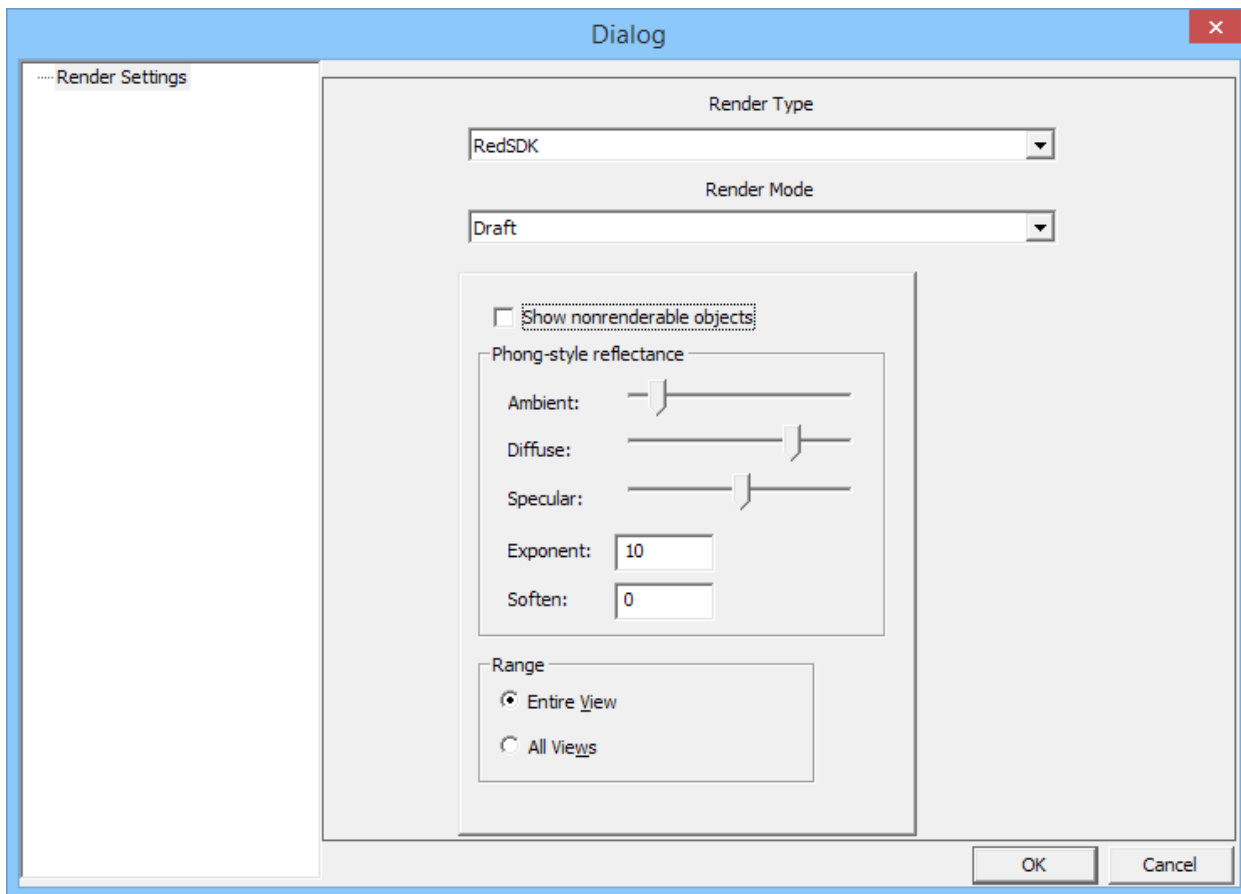 Dialog
Render Settings
Render Type
RedSDK
Render Mode
Draft
Show nonrenderable objects
Phong-style reflectance
Ambient:
Diffuse:
Specular:
Exponent: 10
Soften: 0
Range
Entire View
All Views
OK Cancel